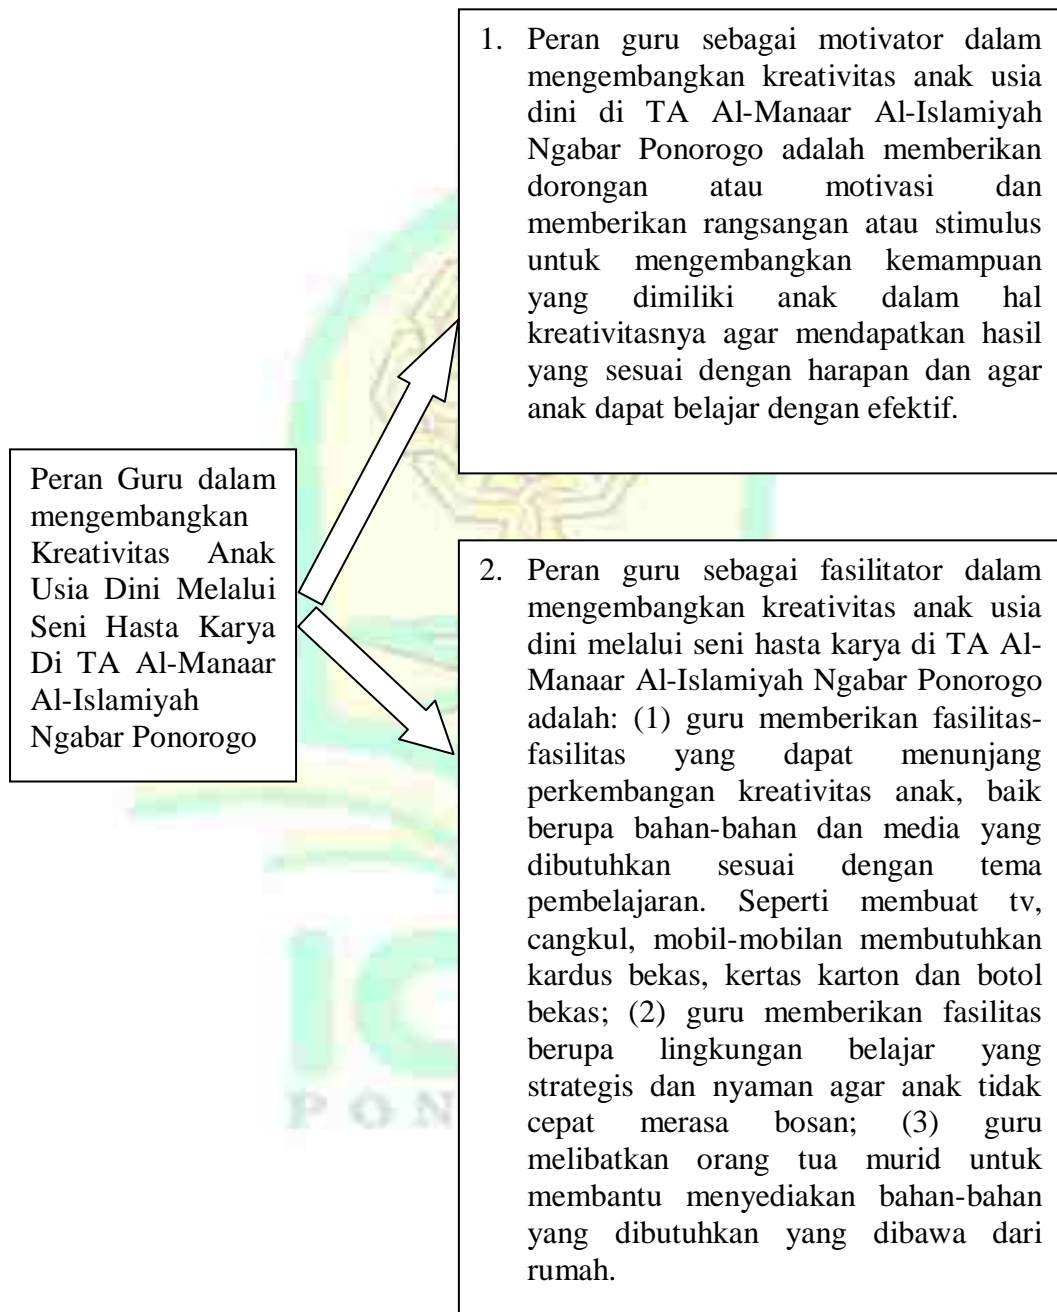 1. Peran guru sebagai motivator dalam
mengembangkan kreativitas anak usia
dini di TA Al-Manaar Al-Islamiyah
Ngabar Ponorogo adalah memberikan
dorongan atau motivasi dan
memberikan rangsangan atau stimulus
untuk mengembangkan kemampuan
yang dimiliki anak dalam hal
kreativitasnya agar mendapatkan hasil
yang sesuai dengan harapan dan agar
anak dapat belajar dengan efektif.
Peran Guru dalam
mengembangkan
Kreativitas Anak
Usia Dini Melalui
Seni Hasta Karya
Di TA Al-Manaar
Al-Islamiyah
Ngabar Ponorogo
2. Peran guru sebagai fasilitator dalam
mengembangkan kreativitas anak usia
dini melalui seni hasta karya di TA Al-
Manaar Al-Islamiyah Ngabar Ponorogo
adalah: (1) guru memberikan fasilitas-
fasilitas yang dapat menunjang
perkembangan kreativitas anak, baik
berupa bahan-bahan dan media yang
dibutuhkan sesuai dengan tema
pembelajaran. Seperti membuat tv,
cangkul, mobil-mobilan membutuhkan
kardus bekas, kertas karton dan botol
bekas; (2) guru memberikan fasilitas
berupa lingkungan belajar yang
strategis dan nyaman agar anak tidak
cepat merasa bosan; (3) guru
melibatkan orang tua murid untuk
membantu menyediakan bahan-bahan
yang dibutuhkan yang dibawa dari
rumah.